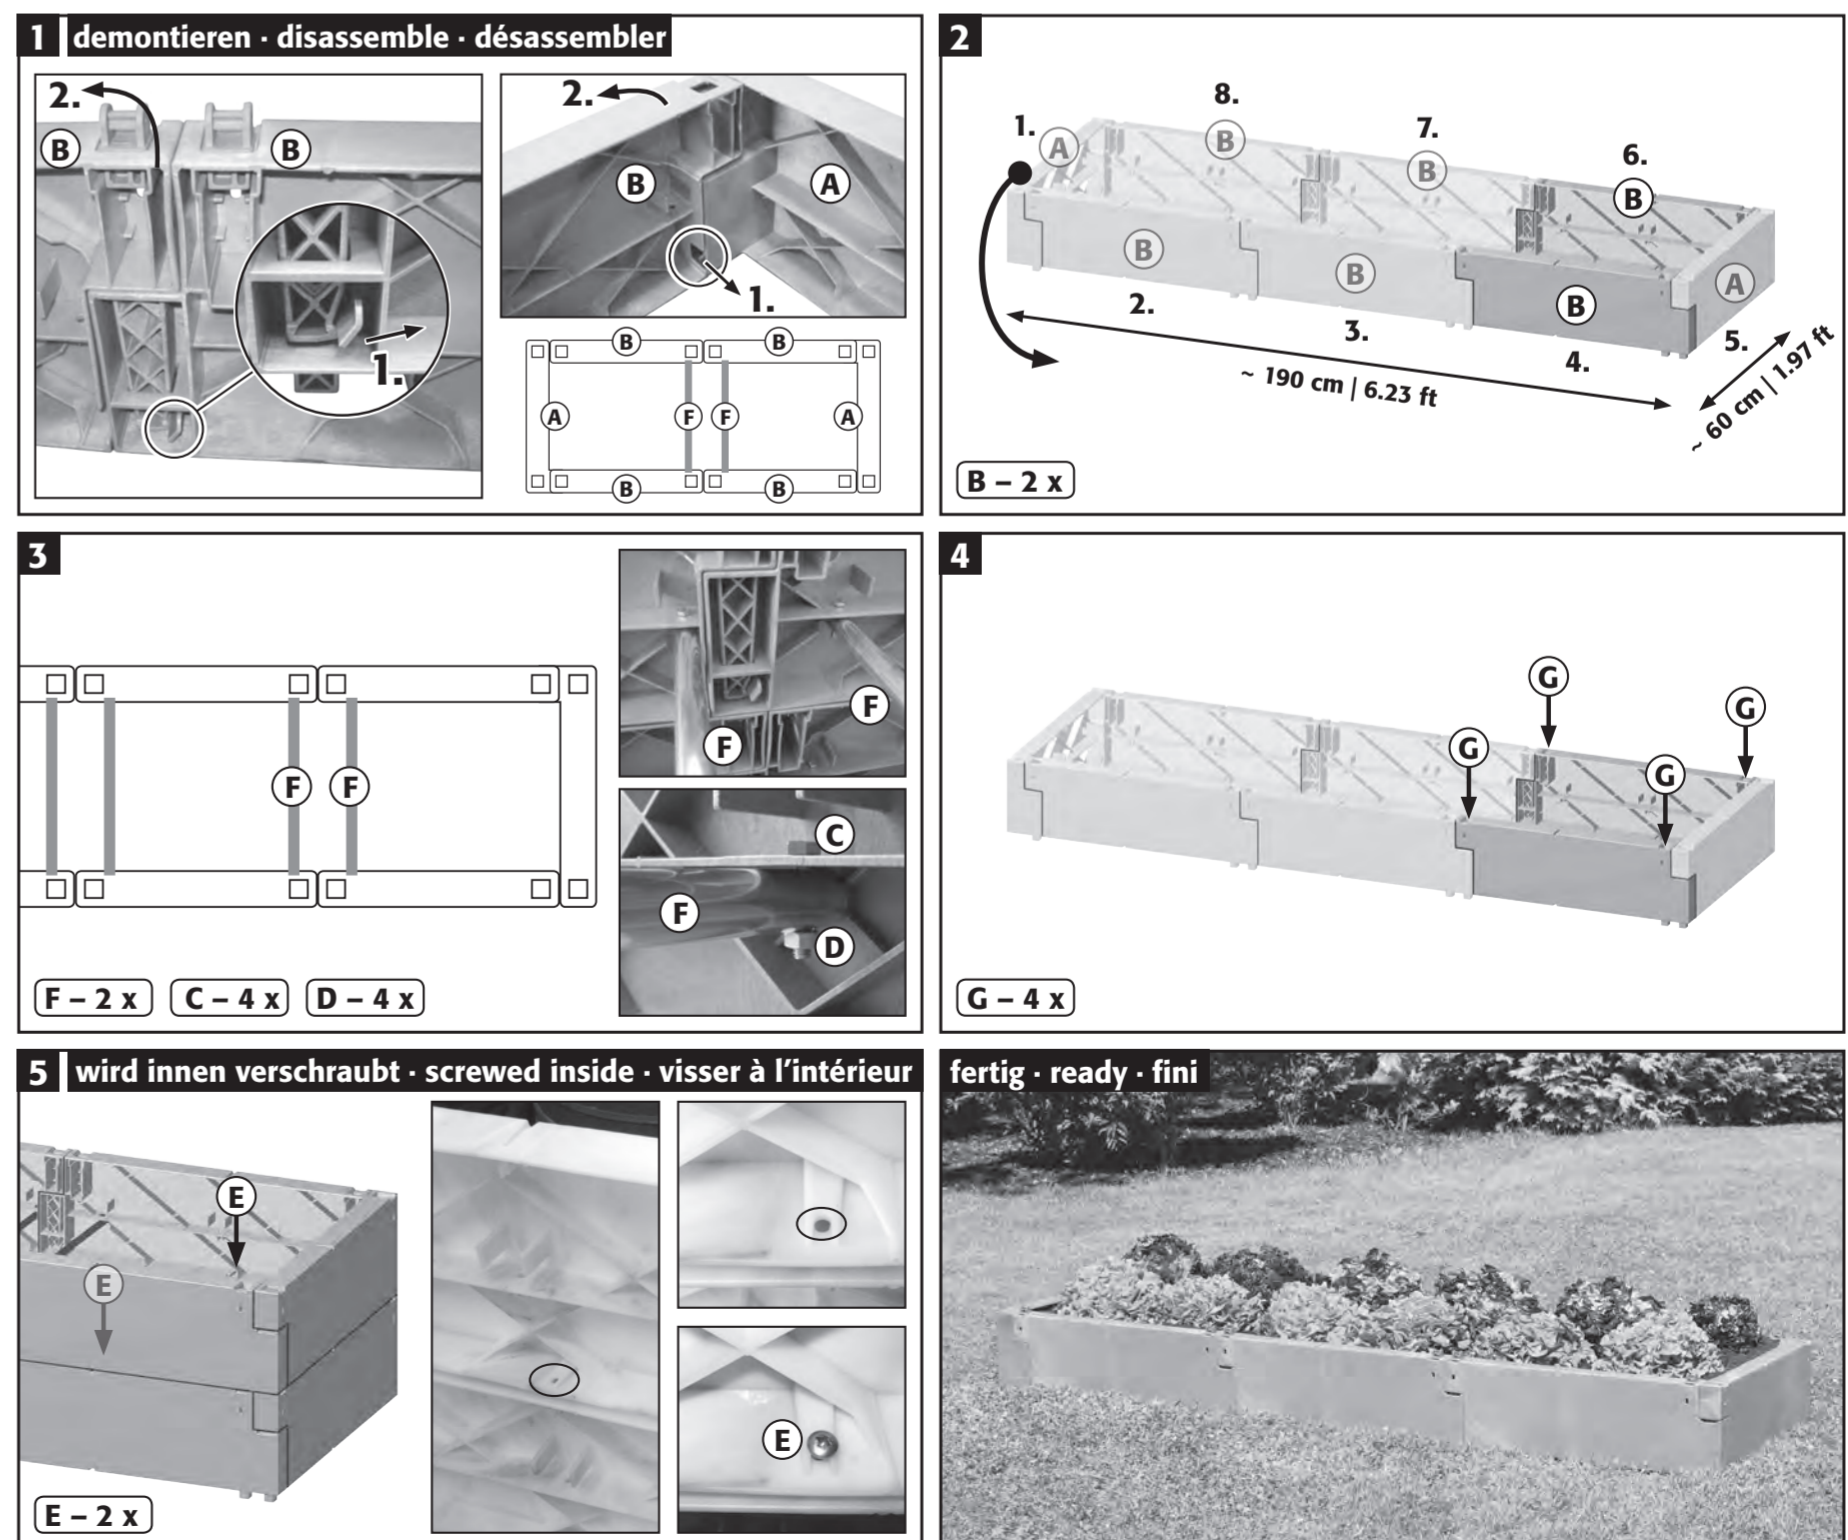 1 demontieren · disassemble · désassembler
2.
B
B
1.
2.
B
A
1.
B
B
A
F
F
A
B
B
2
8.
1.
A
B
7.
B
6.
B
B
B
B
A
2.
3.
4.
5.
~ 190 cm | 6.23 ft
~ 60 cm | 1.97 ft
B – 2 x
3
F
F
F
F
C
F
D
F – 2 x
C – 4 x
D – 4 x
4
G
G
G
G
G – 4 x
5 wird innen verschraubt · screwed inside · visser à l’intérieur
E
E
E
E – 2 x
fertig · ready · fini